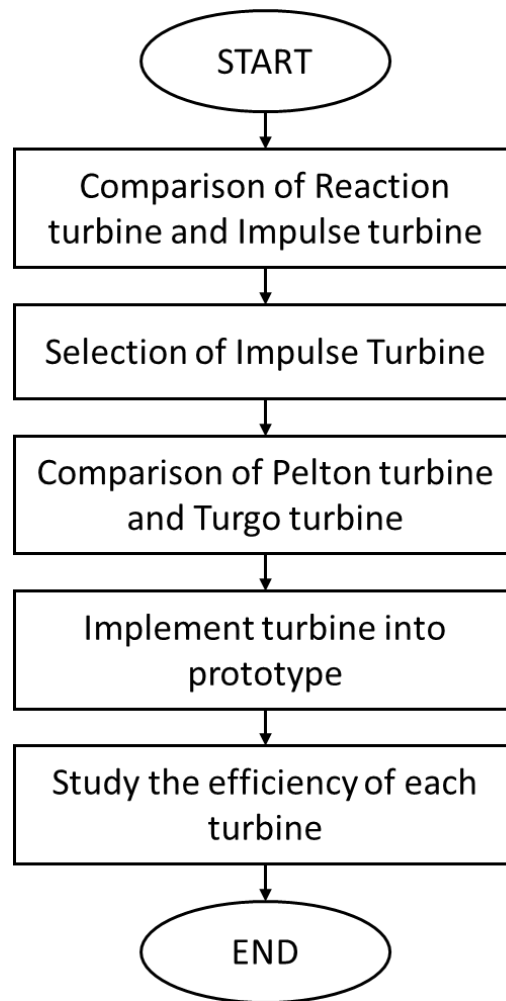 START
Comparison of Reaction
turbine and Impulse turbine
Selection of Impulse Turbine
Comparison of Pelton turbine
and Turgo turbine
Implement turbine into
prototype
Study the efficiency of each
turbine
END